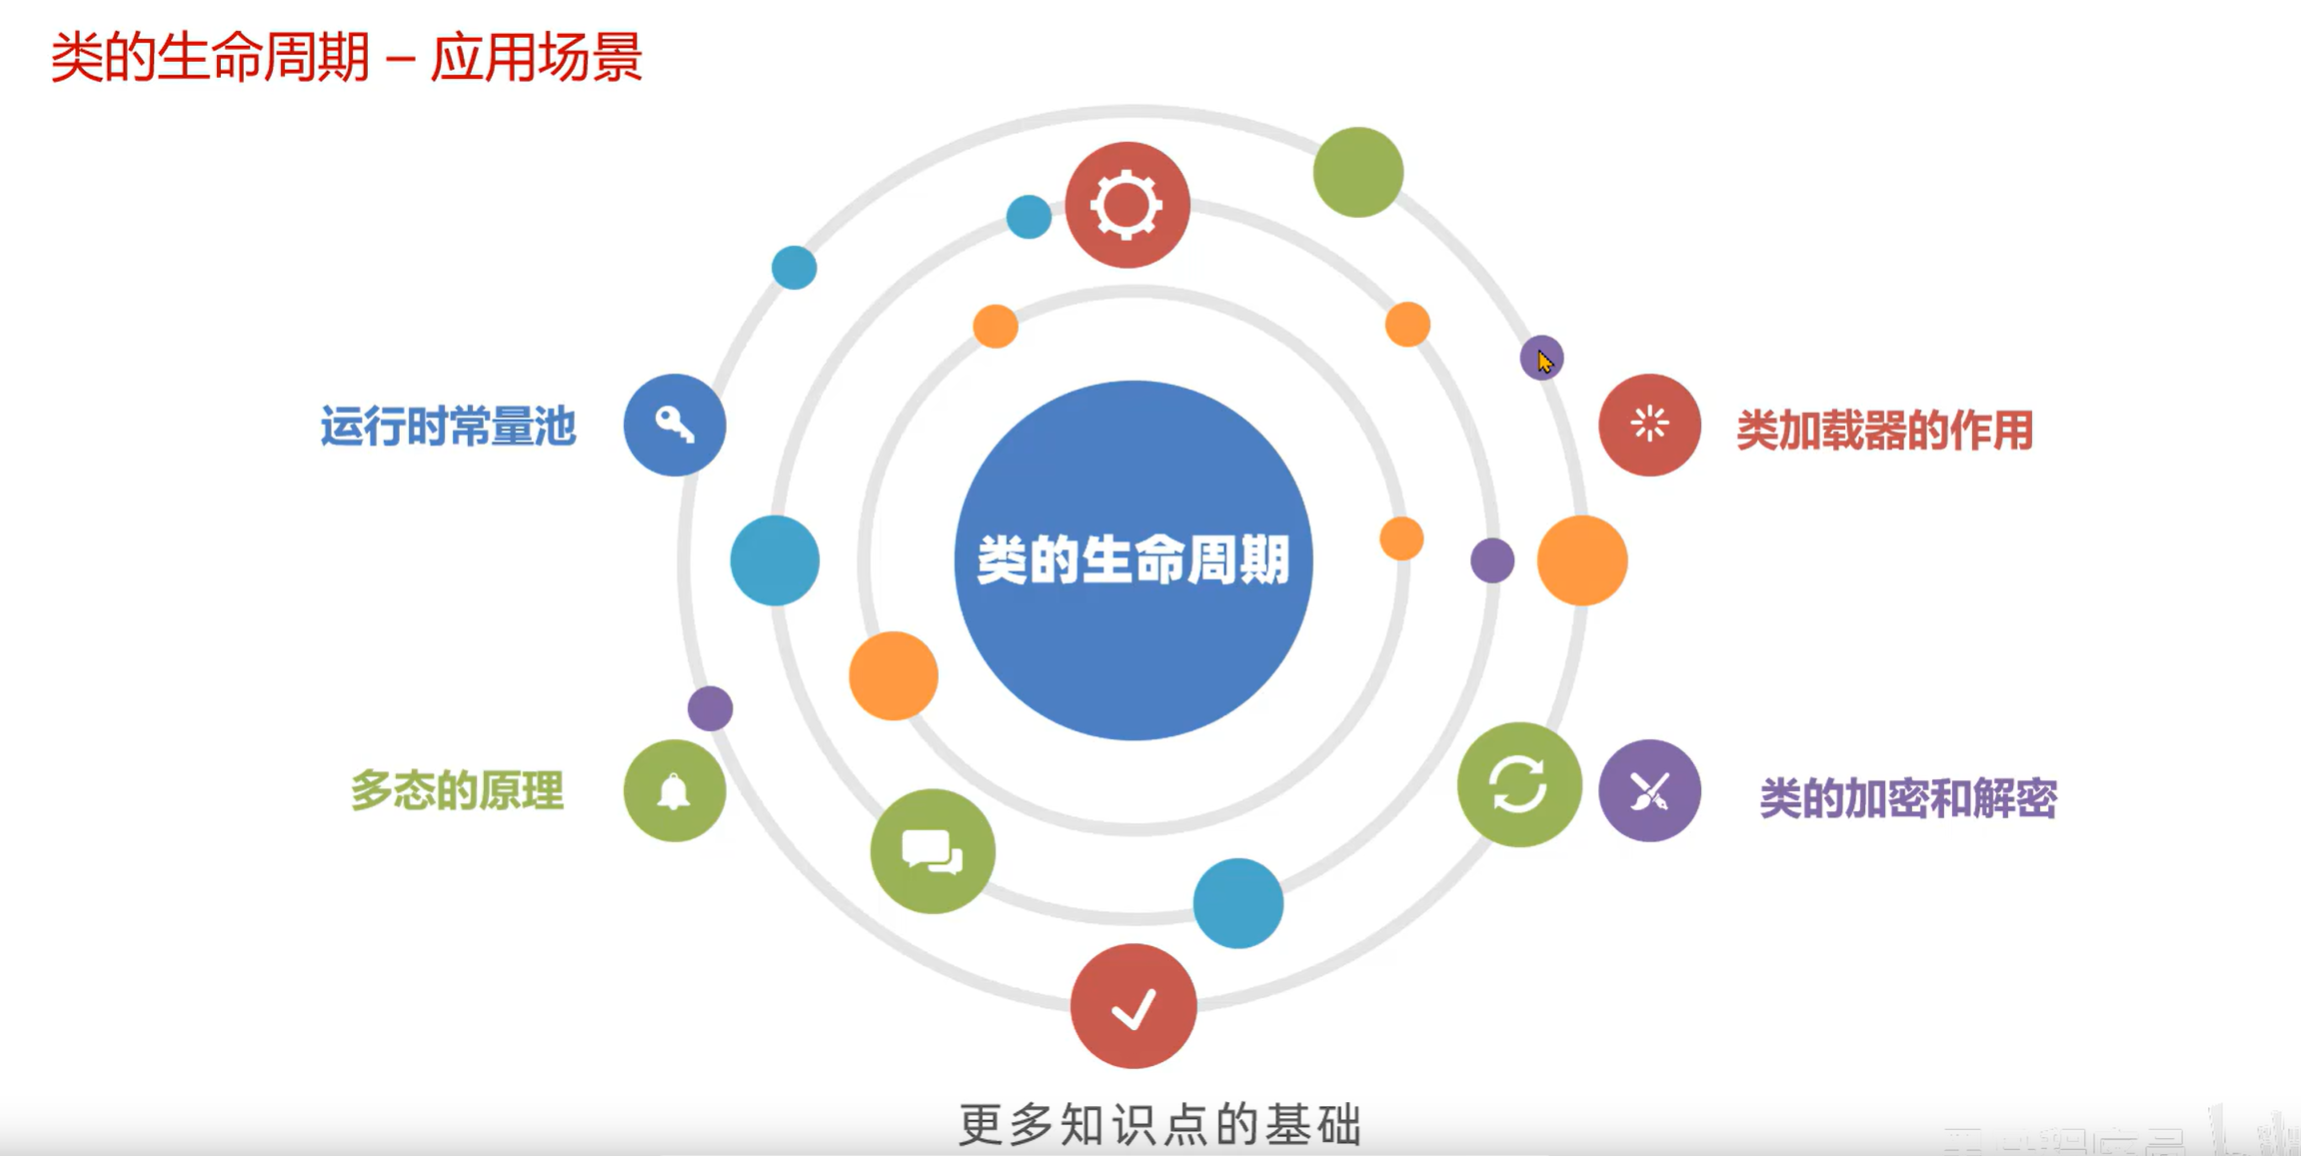 类的生命周期 – 应用场景
运行时常量池
类加载器的作用
类的生命周期
多态的原理
类的加密和解密
更多知识点的基础